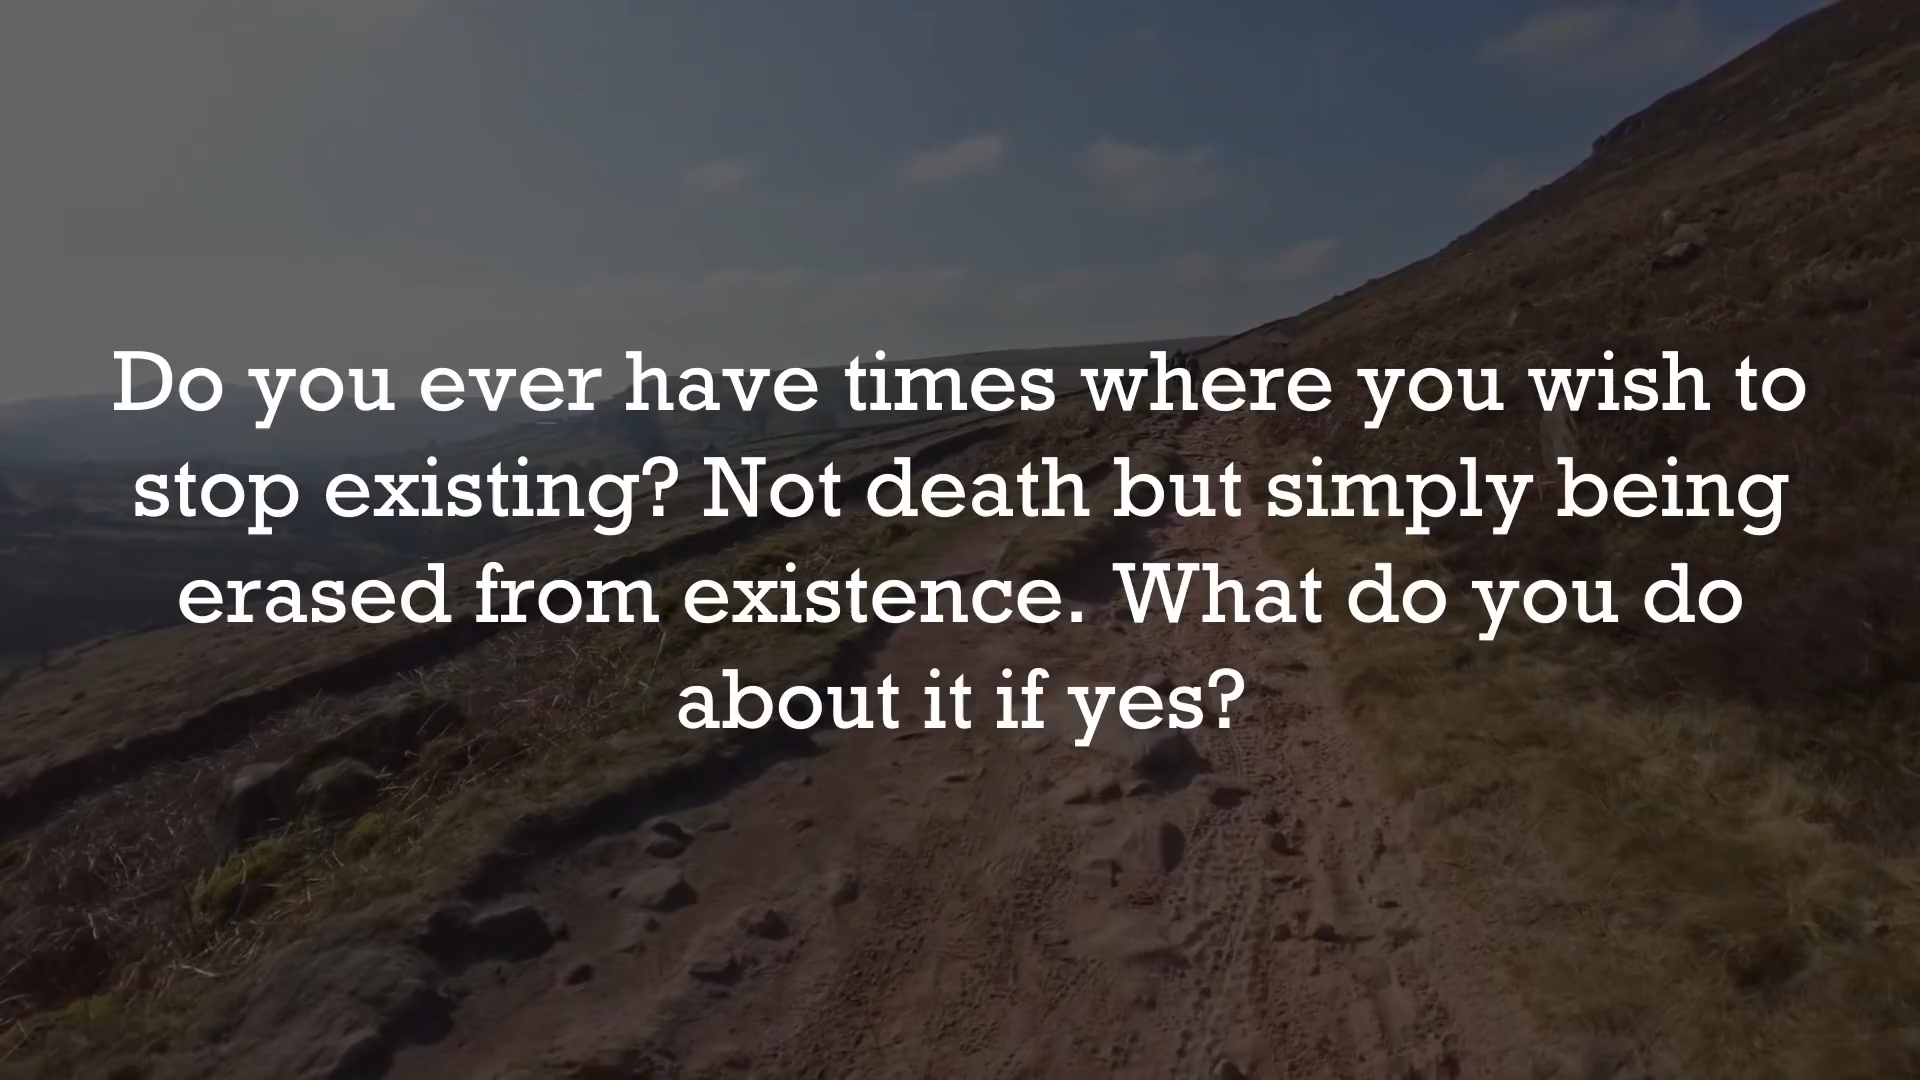 Do you ever have times where you wish to
stop existing? Not death but simply being
erased from existence. What do you do
about it if yes?